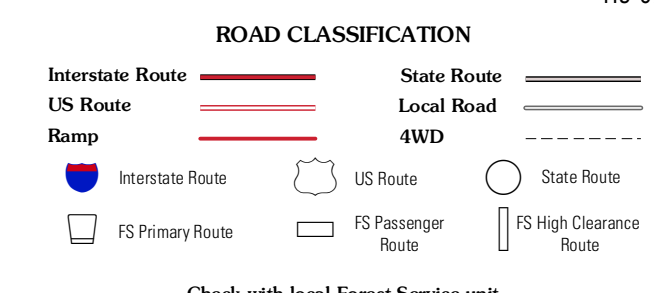 ROAD CLASSIFICATION
Interstate Route
State Route
US Route
Local Road
Ramp
4WD
Interstate Route
US Route
State Route
FS Primary Route
FS Passenger
Route
FS High Clearance
Route
Check with local Forest Service unit